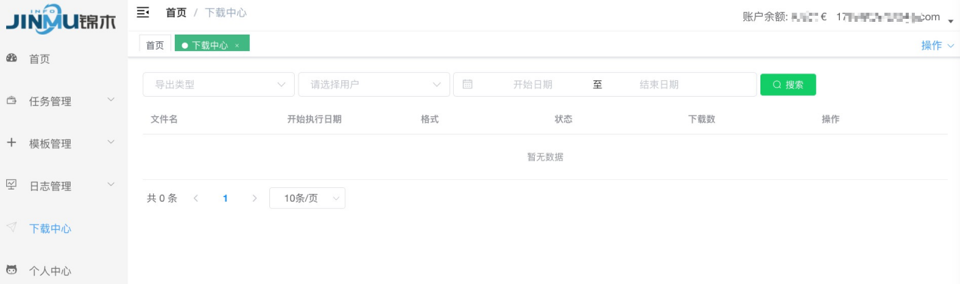 INFO
JINMU锦木
首页 / 下载中心
账户余额: € 17 com
首页
下载中心 ×
操作
首页
任务管理
模板管理
日志管理
下载中心
个人中心
导出类型
请选择用户
开始日期 至 结束日期
搜索
文件名 开始执行日期 格式 状态 下载数 操作
暂无数据
共 0 条 1 10条/页